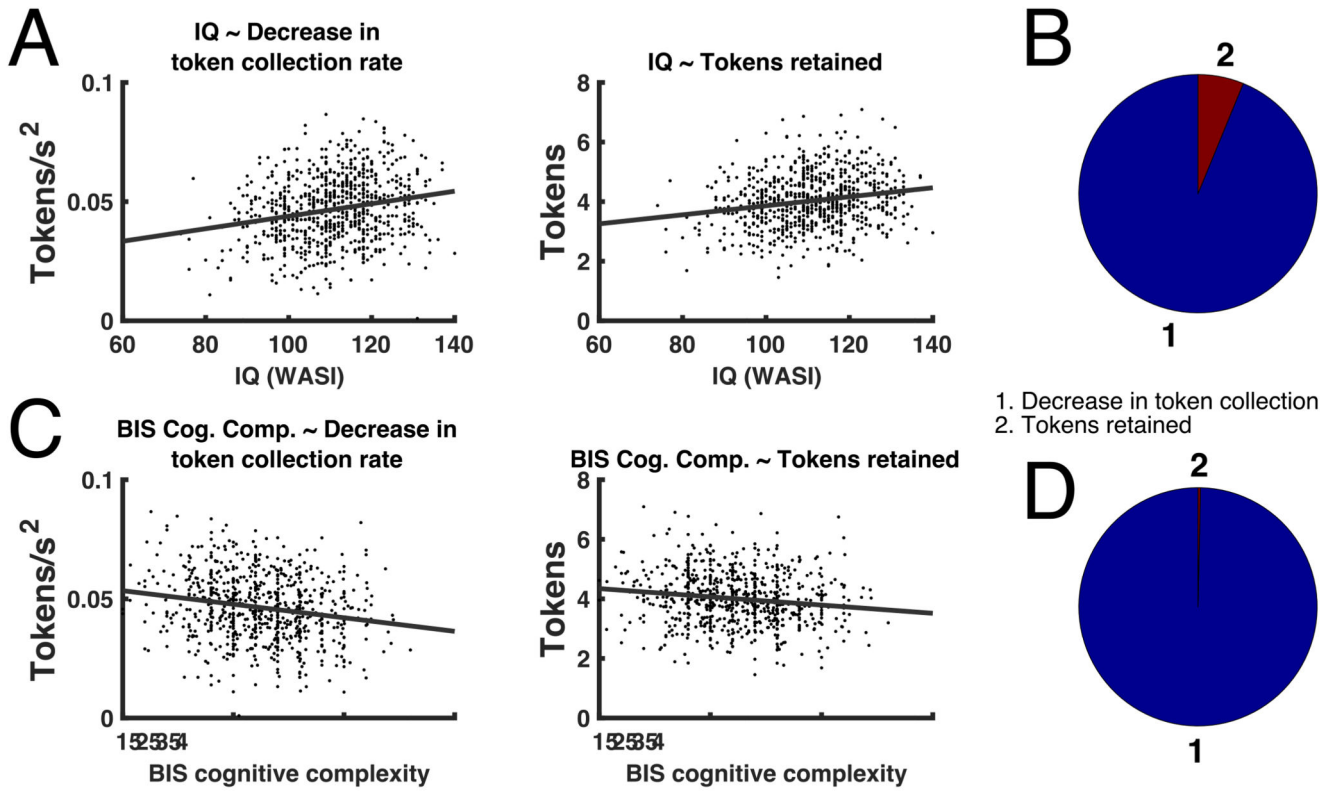 A
IQ ~ Decrease in
token collection rate
Tokens/s²
0.1
0.05
0
60 80 100 120 140
IQ (WASI)
IQ ~ Tokens retained
Tokens
8
6
4
2
0
60 80 100 120 140
IQ (WASI)
B
2
1
1. Decrease in token collection
2. Tokens retained
C
BIS Cog. Comp. ~ Decrease in
token collection rate
Tokens/s²
0.1
0.05
0
BIS cognitive complexity
BIS Cog. Comp. ~ Tokens retained
Tokens
8
6
4
2
0
BIS cognitive complexity
D
2
1